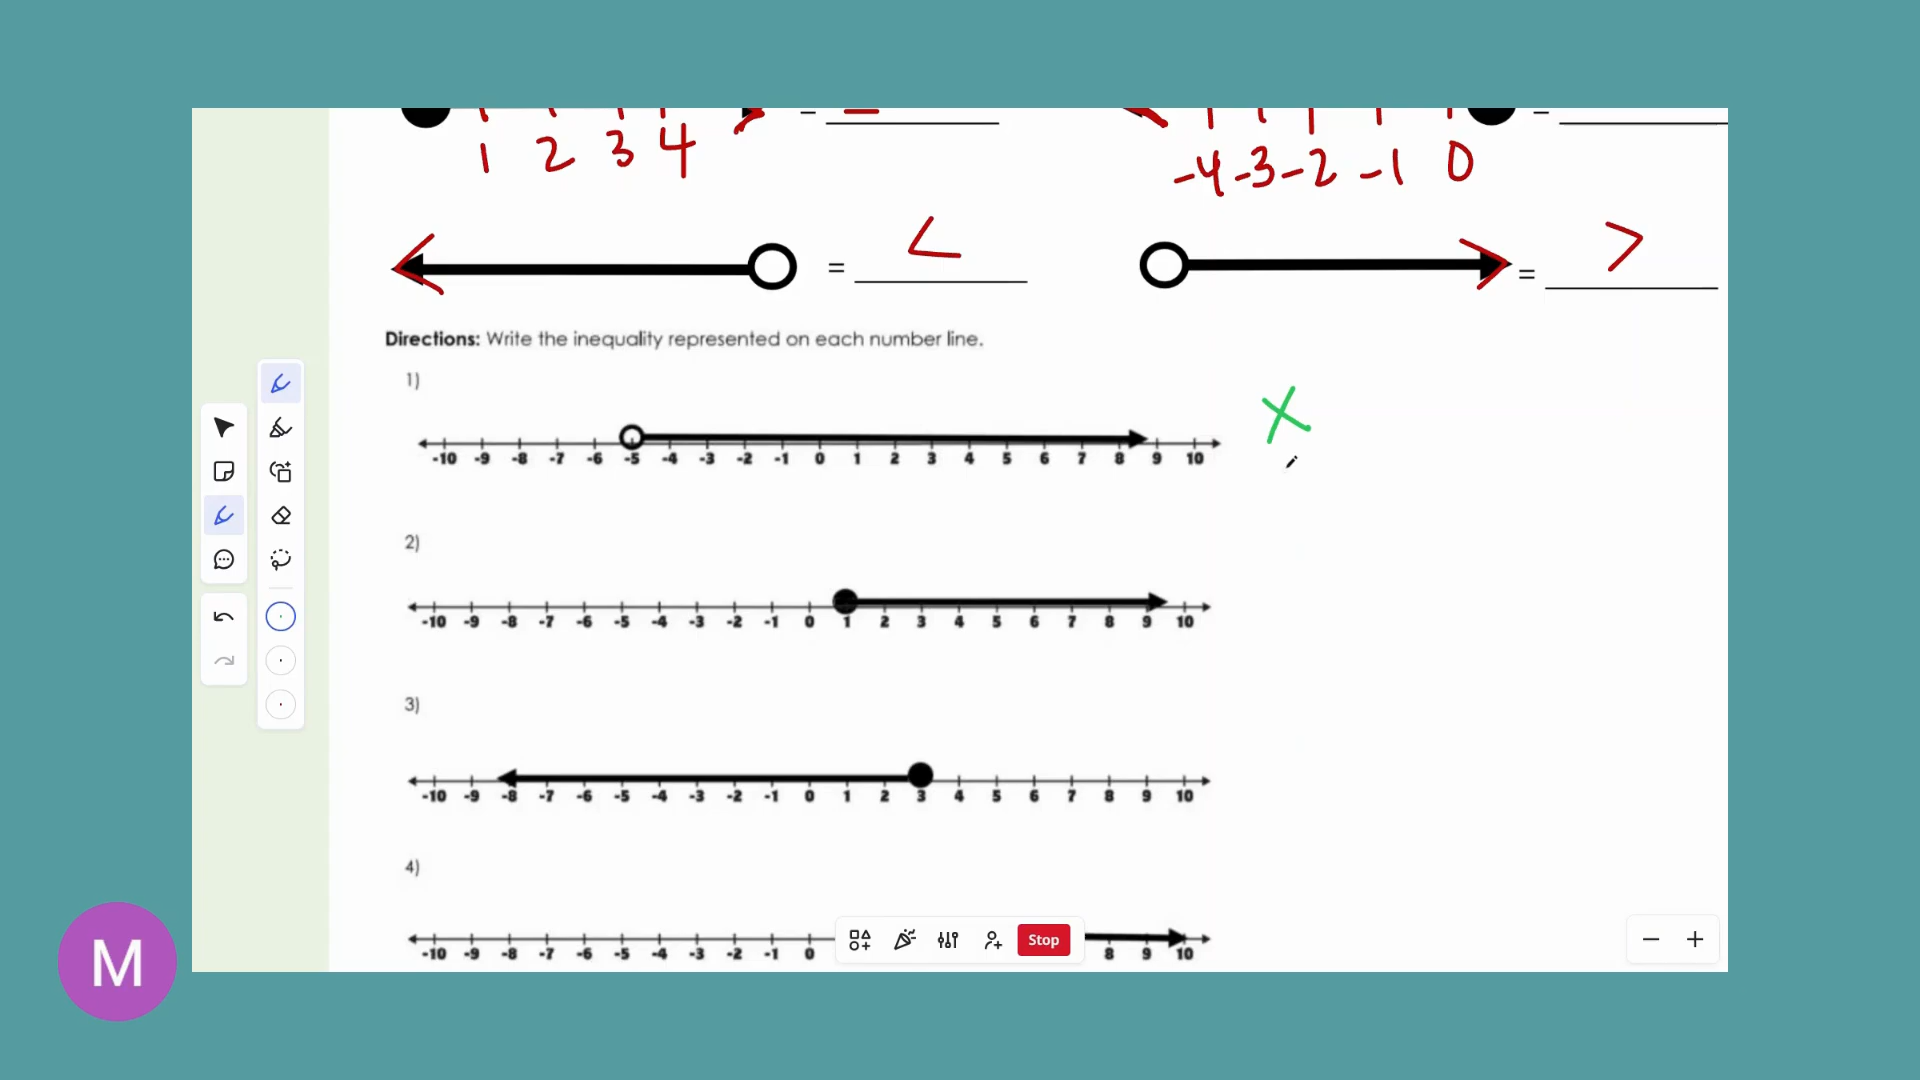 1 2 3 4 = ≥
-4 -3 -2 -1 0 =
= <
= >
Directions: Write the inequality represented on each number line.
1)
x
-10 -9 -8 -7 -6 -5 -4 -3 -2 -1 0 1 2 3 4 5 6 7 8 9 10
2)
-10 -9 -8 -7 -6 -5 -4 -3 -2 -1 0 1 2 3 4 5 6 7 8 9 10
3)
-10 -9 -8 -7 -6 -5 -4 -3 -2 -1 0 1 2 3 4 5 6 7 8 9 10
4)
-10 -9 -8 -7 -6 -5 -4 -3 -2 -1 0 8 9 10
Stop
M